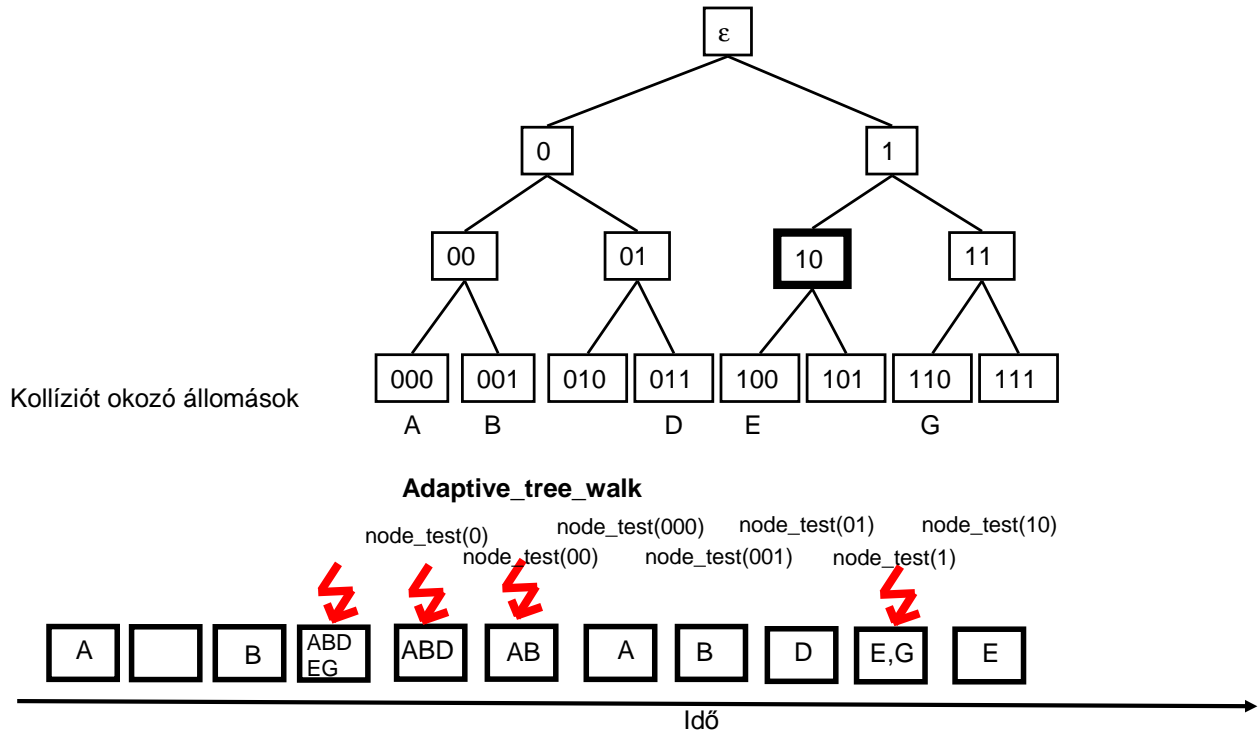 ε
0 1
00 01 10 11
000 001 010 011 100 101 110 111
Kollíziót okozó állomások
A B D E G
Adaptive_tree_walk
node_test(000) node_test(01) node_test(10)
node_test(0)
node_test(00) node_test(001) node_test(1)
A B ABD ABD AB A B D E,G E
EG
Idő